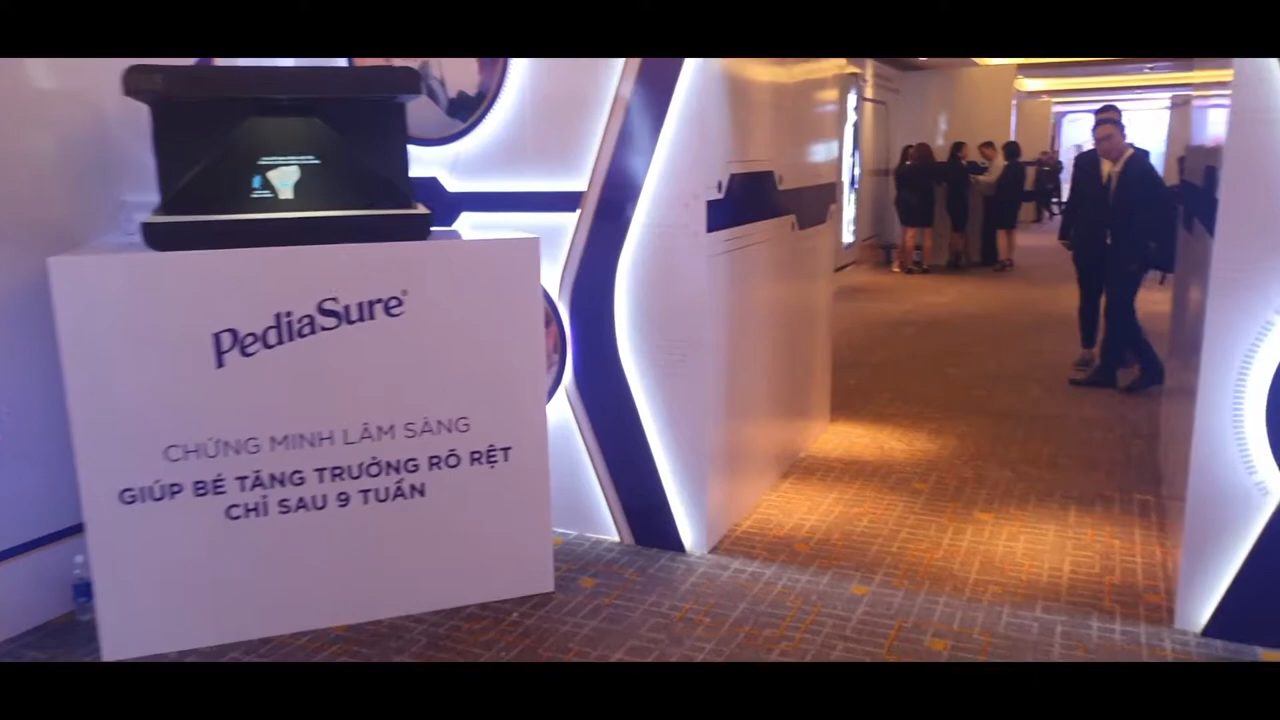 PediaSure®
CHỨNG MINH LÂM SÀNG
GIÚP BÉ TĂNG TRƯỞNG RÕ RỆT
CHỈ SAU 9 TUẦN